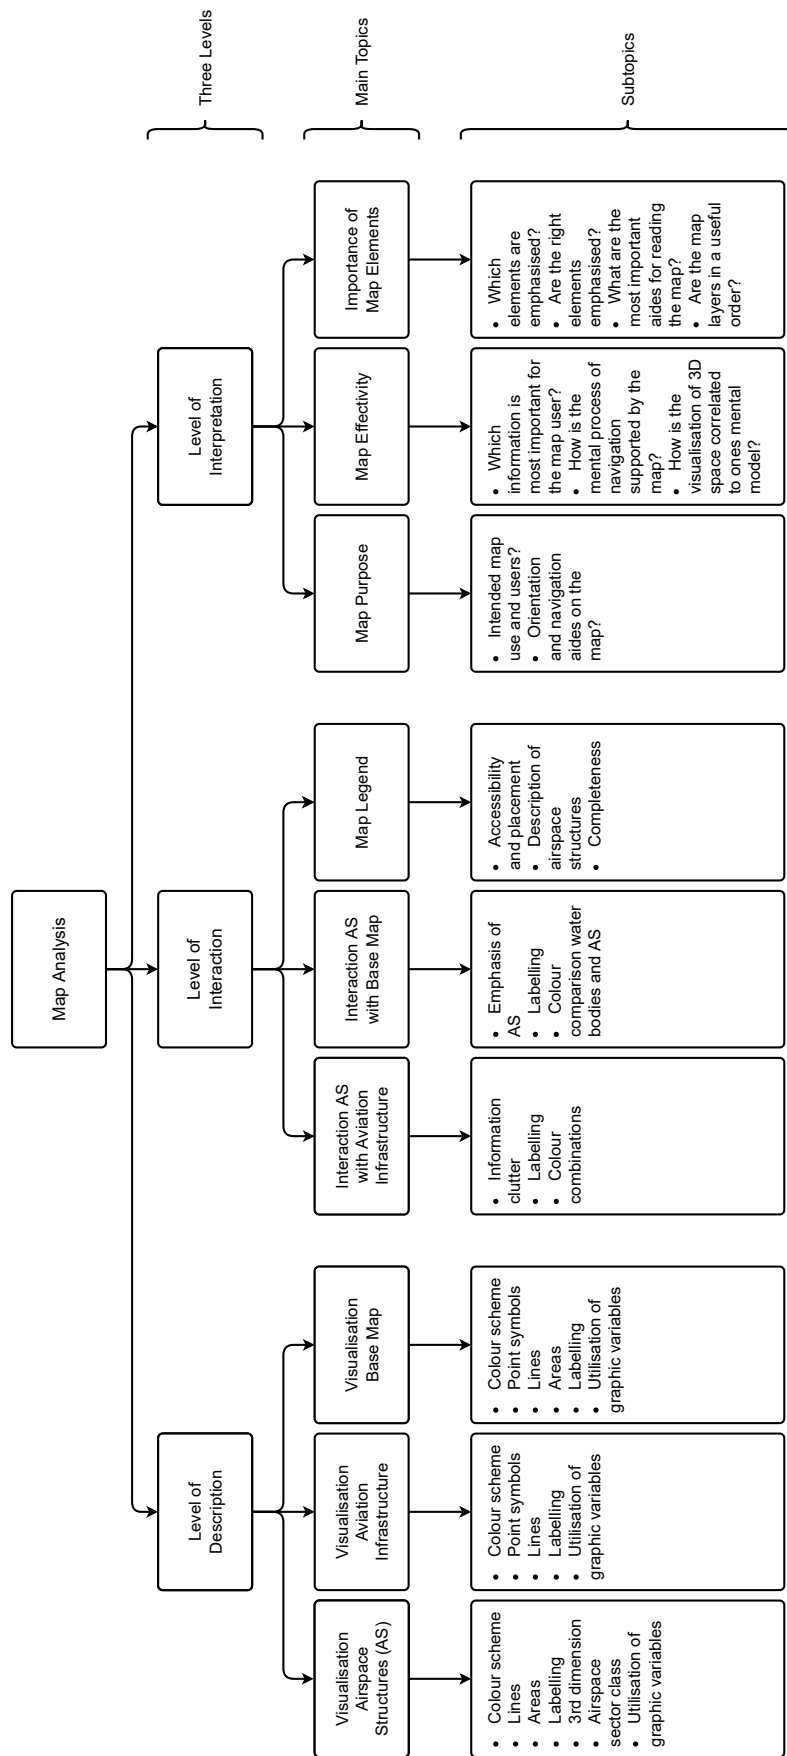 Map Analysis
Three Levels
Level of
Description
Level of
Interaction
Level of
Interpretation
Main Topics
Visualisation
Airspace
Structures (AS)
Visualisation
Aviation
Infrastructure
Visualisation
Base Map
Interaction AS
with Aviation
Infrastructure
Interaction AS
with Base Map
Map Legend
Map Purpose
Map Effectivity
Importance of
Map Elements
Subtopics
• Colour scheme
• Lines
• Areas
• Labelling
• 3rd dimension
• Airspace
sector class
• Utilisation of
graphic variables
• Colour scheme
• Point symbols
• Lines
• Labelling
• Utilisation of
graphic variables
• Colour scheme
• Point symbols
• Lines
• Areas
• Labelling
• Utilisation of
graphic variables
• Information
clutter
• Labelling
• Colour
combinations
• Emphasis of
AS
• Labelling
• Colour
comparison water
bodies and AS
• Accessibility
and placement
• Description of
airspace
structures
• Completeness
• Intended map
use and users?
• Orientation
and navigation
aides on the
map?
• Which
information is
most important for
the map user?
• How is the
mental process of
navigation
supported by the
map?
• How is the
visualisation of 3D
space correlated
to ones mental
model?
• Which
elements are
emphasised?
• Are the right
elements
emphasised?
• What are the
most important
aides for reading
the map?
• Are the map
layers in a useful
order?